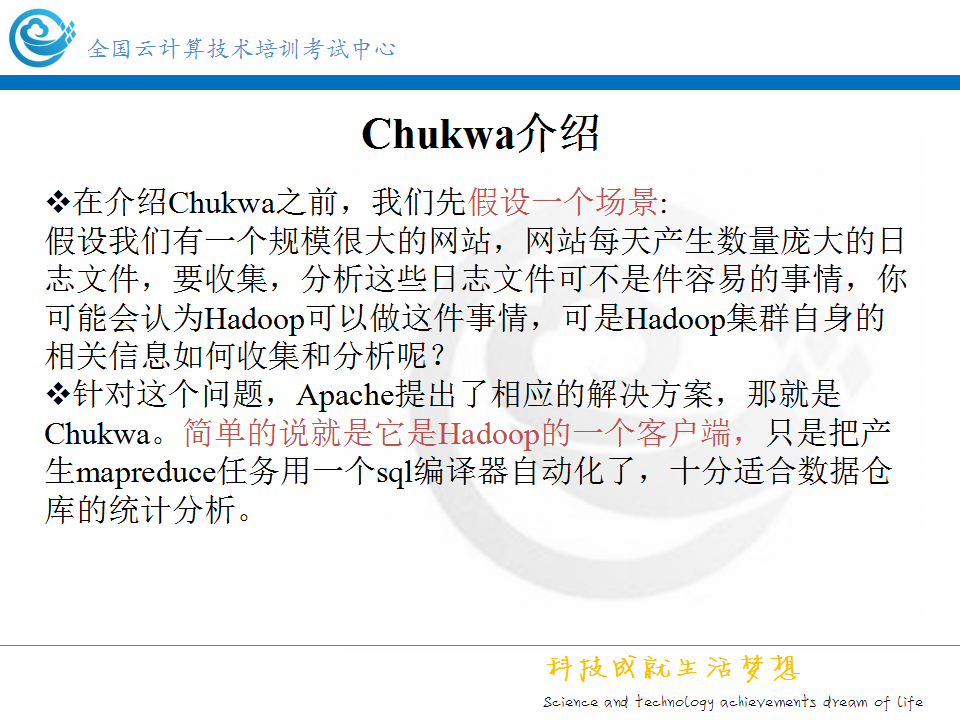 全国云计算技术培训考试中心
Chukwa介绍
❖在介绍Chukwa之前，我们先假设一个场景:
假设我们有一个规模很大的网站，网站每天产生数量庞大的日
志文件，要收集，分析这些日志文件可不是件容易的事情，你
可能会认为Hadoop可以做这件事情，可是Hadoop集群自身的
相关信息如何收集和分析呢？
❖针对这个问题，Apache提出了相应的解决方案，那就是
Chukwa。简单的说就是它是Hadoop的一个客户端，只是把产
生mapreduce任务用一个sql编译器自动化了，十分适合数据仓
库的统计分析。
科技成就生活梦想
Science and technology achievements dream of life